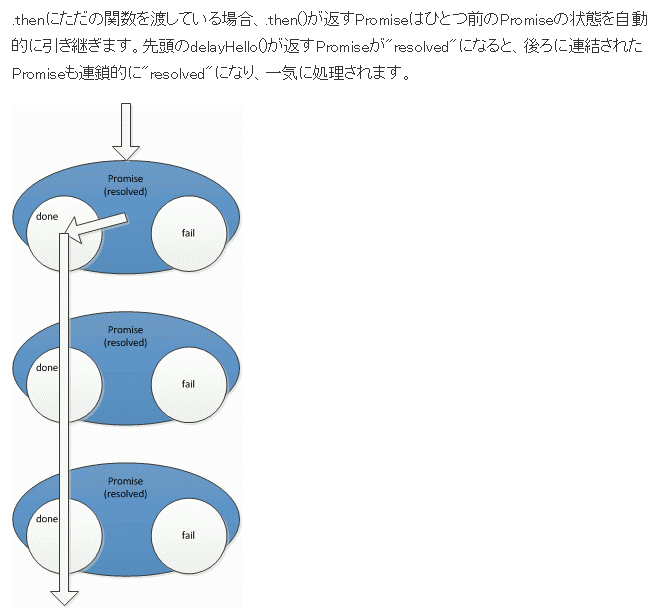 .thenにただの関数を渡している場合、.then()が返すPromiseはひとつ前のPromiseの状態を自動
的に引き継ぎます。先頭のdelayHello()が返すPromiseが"resolved"になると、後ろに連結された
Promiseも連鎖的に"resolved"になり、一気に処理されます。
Promise
(resolved)
done
fail
Promise
(resolved)
done
fail
Promise
(resolved)
done
fail